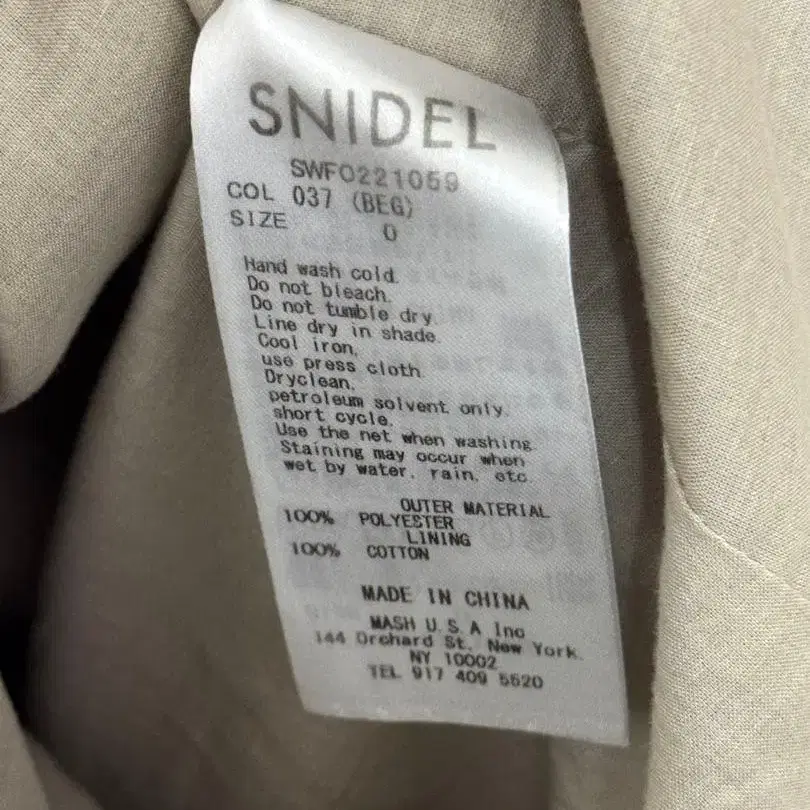 SNIDEL
SWFO221059
COL 037 (BEG)
SIZE 0
Hand wash cold.
Do not bleach.
Do not tumble dry.
Line dry in shade.
Cool iron,
use press cloth.
Dryclean,
petroleum solvent only.
short cycle.
Use the net when washing.
Staining may occur when
wet by water, rain, etc.
OUTER MATERIAL
100% POLYESTER
LINING
100% COTTON
MADE IN CHINA
MASH U.S.A Inc
144 Orchard St, New York.
NY 10002
TEL 917 409 5520